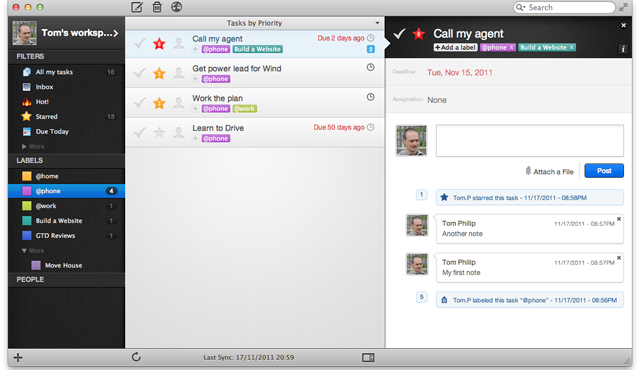 Search
Tom's worksp...
FILTERS
All my tasks 16
Inbox
Hot!
Starred 13
Due Today
More
LABELS
@home
@phone 4
@work 1
Build a Website 1
GTD Reviews 2
More
Move House
PEOPLE
Tasks by Priority
Call my agent Due 2 days ago
+ @phone Build a Website 2
Get power lead for Wind
+ @phone
Work the plan
+ @phone @work
Learn to Drive Due 50 days ago
+ @phone
Last Sync: 17/11/2011 20:59
Call my agent
+ Add a label @phone x Build a Website x
Deadline: Tue, Nov 15, 2011
Assignation: None
Attach a File Post
1 Tom.P starred this task - 11/17/2011 - 08:58PM
Tom Philip 11/17/2011 - 08:57PM
Another note
Tom Philip 11/17/2011 - 08:57PM
My first note
5 Tom.P labeled this task "@phone" - 11/17/2011 - 08:56PM